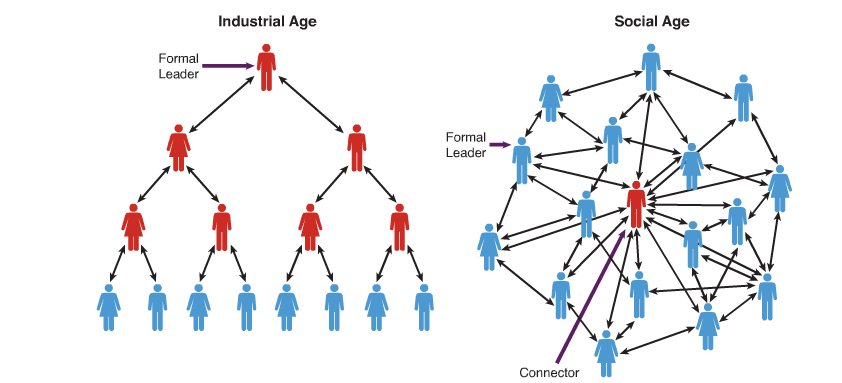 Industrial Age
Social Age
Formal
Leader
Formal
Leader
Connector